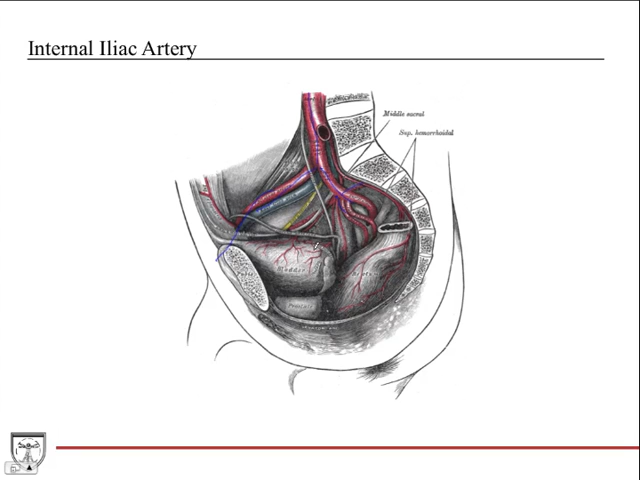 Internal Iliac Artery
Middle sacral
Sup. hemorrhoidal
Bladder